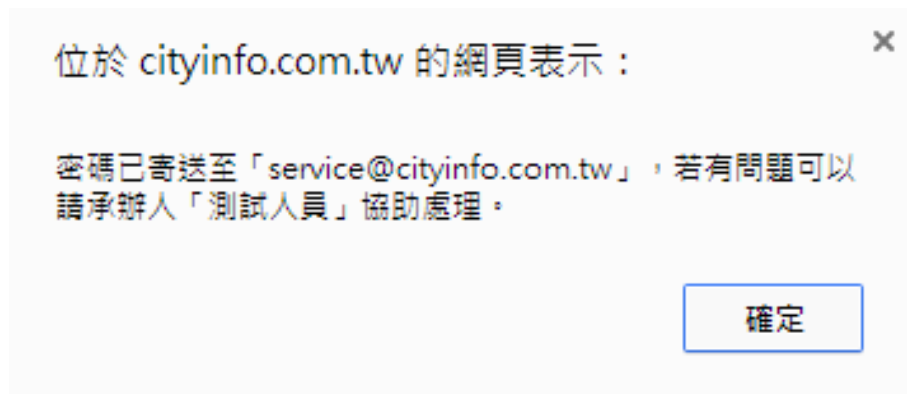 位於 cityinfo.com.tw 的網頁表示：
密碼已寄送至「service@cityinfo.com.tw」，若有問題可以
請承辦人「測試人員」協助處理。
確定